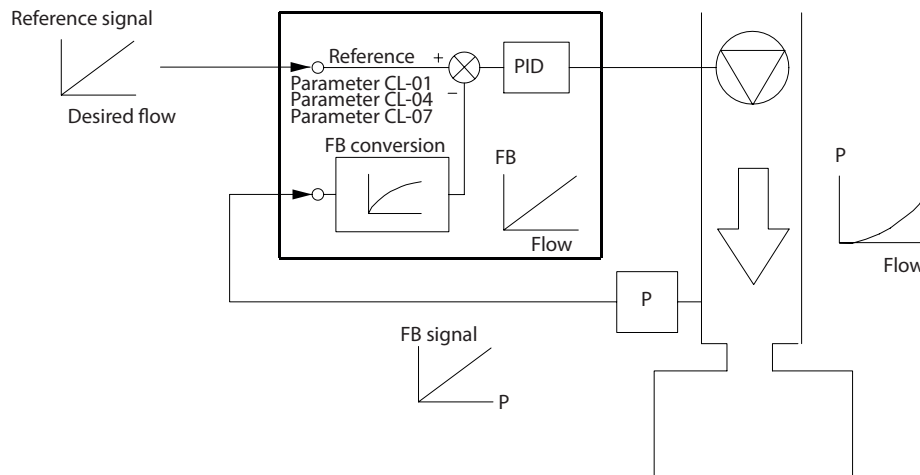 Reference signal
Desired flow
Reference
+
−
Parameter CL-01
Parameter CL-04
Parameter CL-07
PID
FB conversion
FB
Flow
P
Flow
P
FB signal
P